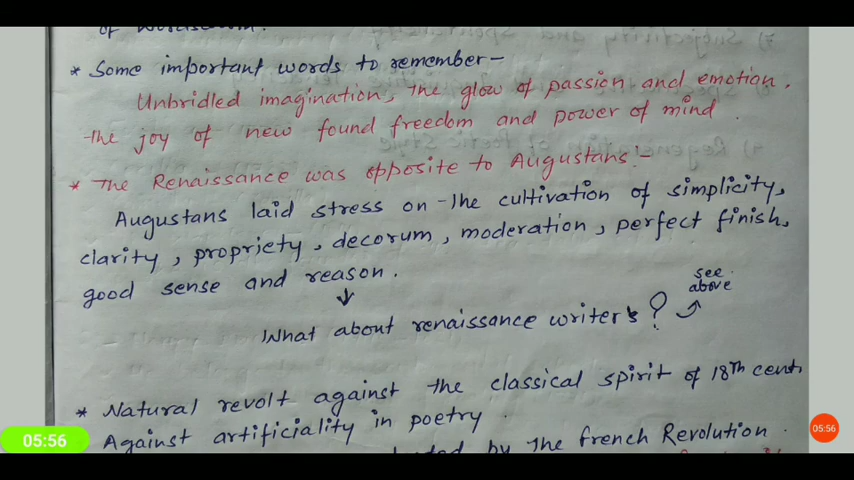 * Some important words to remember-
Unbridled imagination, the glow of passion and emotion.
The joy of new found freedom and power of mind.
* The Renaissance was opposite to Augustans:-
Augustans laid stress on the cultivation of simplicity,
clarity, propriety, decorum, moderation, perfect finish,
good sense and reason.
↓
see
above
What about renaissance writers?
* Natural revolt against the classical spirit of 18th cent.
Against artificiality in poetry.
by the french Revolution.
05:56
05:56